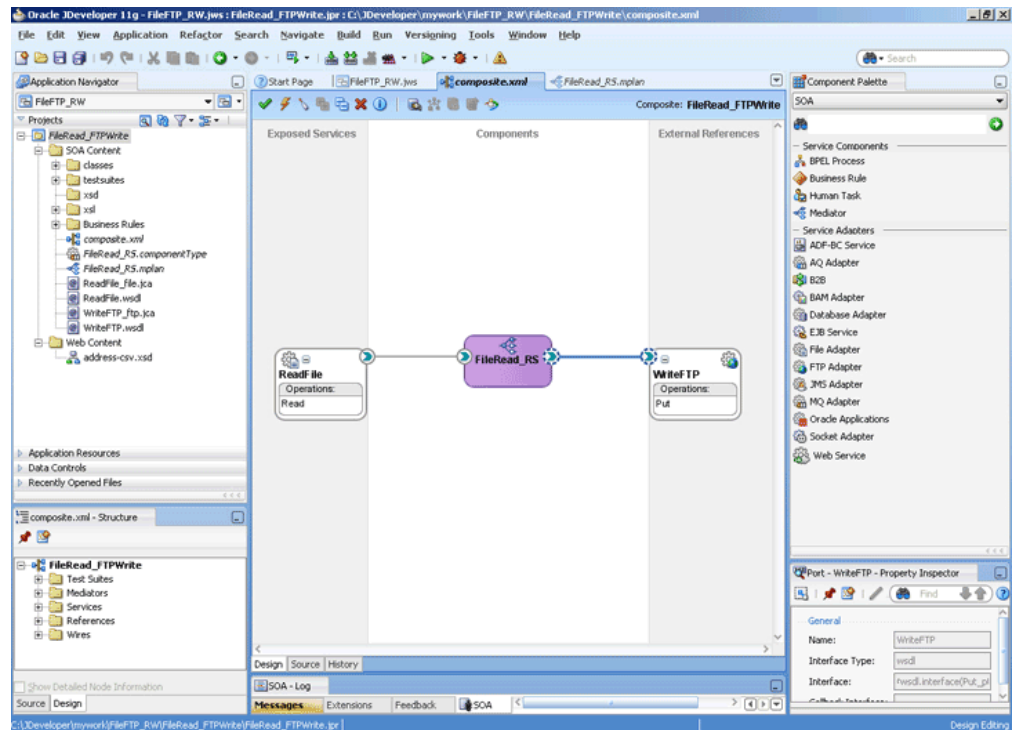 Oracle JDeveloper 11g - FileFTP_RW.jws : FileRead_FTPWrite.jpr : C:\JDeveloper\mywork\FileFTP_RW\FileRead_FTPWrite\composite.xml
File Edit View Application Refactor Search Navigate Build Run Versioning Tools Window Help
Search
Application Navigator
FileFTP_RW
Projects
FileRead_FTPWrite
SOA Content
classes
testsuites
xsd
xsl
Business Rules
composite.xml
FileRead_RS.componentType
FileRead_RS.mplan
ReadFile_file.jca
ReadFile.wsdl
WriteFTP_ftp.jca
WriteFTP.wsdl
Web Content
address-csv.xsd
Application Resources
Data Controls
Recently Opened Files
composite.xml - Structure
FileRead_FTPWrite
Test Suites
Mediators
Services
References
Wires
Show Detailed Node Information
Source Design
Start Page FileFTP_RW.jws composite.xml FileRead_RS.mplan
Composite: FileRead_FTPWrite
Exposed Services Components External References
ReadFile
Operations:
Read
FileRead_RS
WriteFTP
Operations:
Put
Design Source History
SOA - Log
Messages Extensions Feedback SOA
Component Palette
SOA
Service Components
BPEL Process
Business Rule
Human Task
Mediator
Service Adapters
ADF-BC Service
AQ Adapter
B2B
BAM Adapter
Database Adapter
EJB Service
File Adapter
FTP Adapter
JMS Adapter
MQ Adapter
Oracle Applications
Socket Adapter
Web Service
Port - WriteFTP - Property Inspector
Find
General
Name: WriteFTP
Interface Type: wsdl
Interface: rwsdl.interface(Put_pl
Callback Interface:
C:\JDeveloper\mywork\FileFTP_RW\FileRead_FTPWrite\FileRead_FTPWrite.jpr
Design Editing